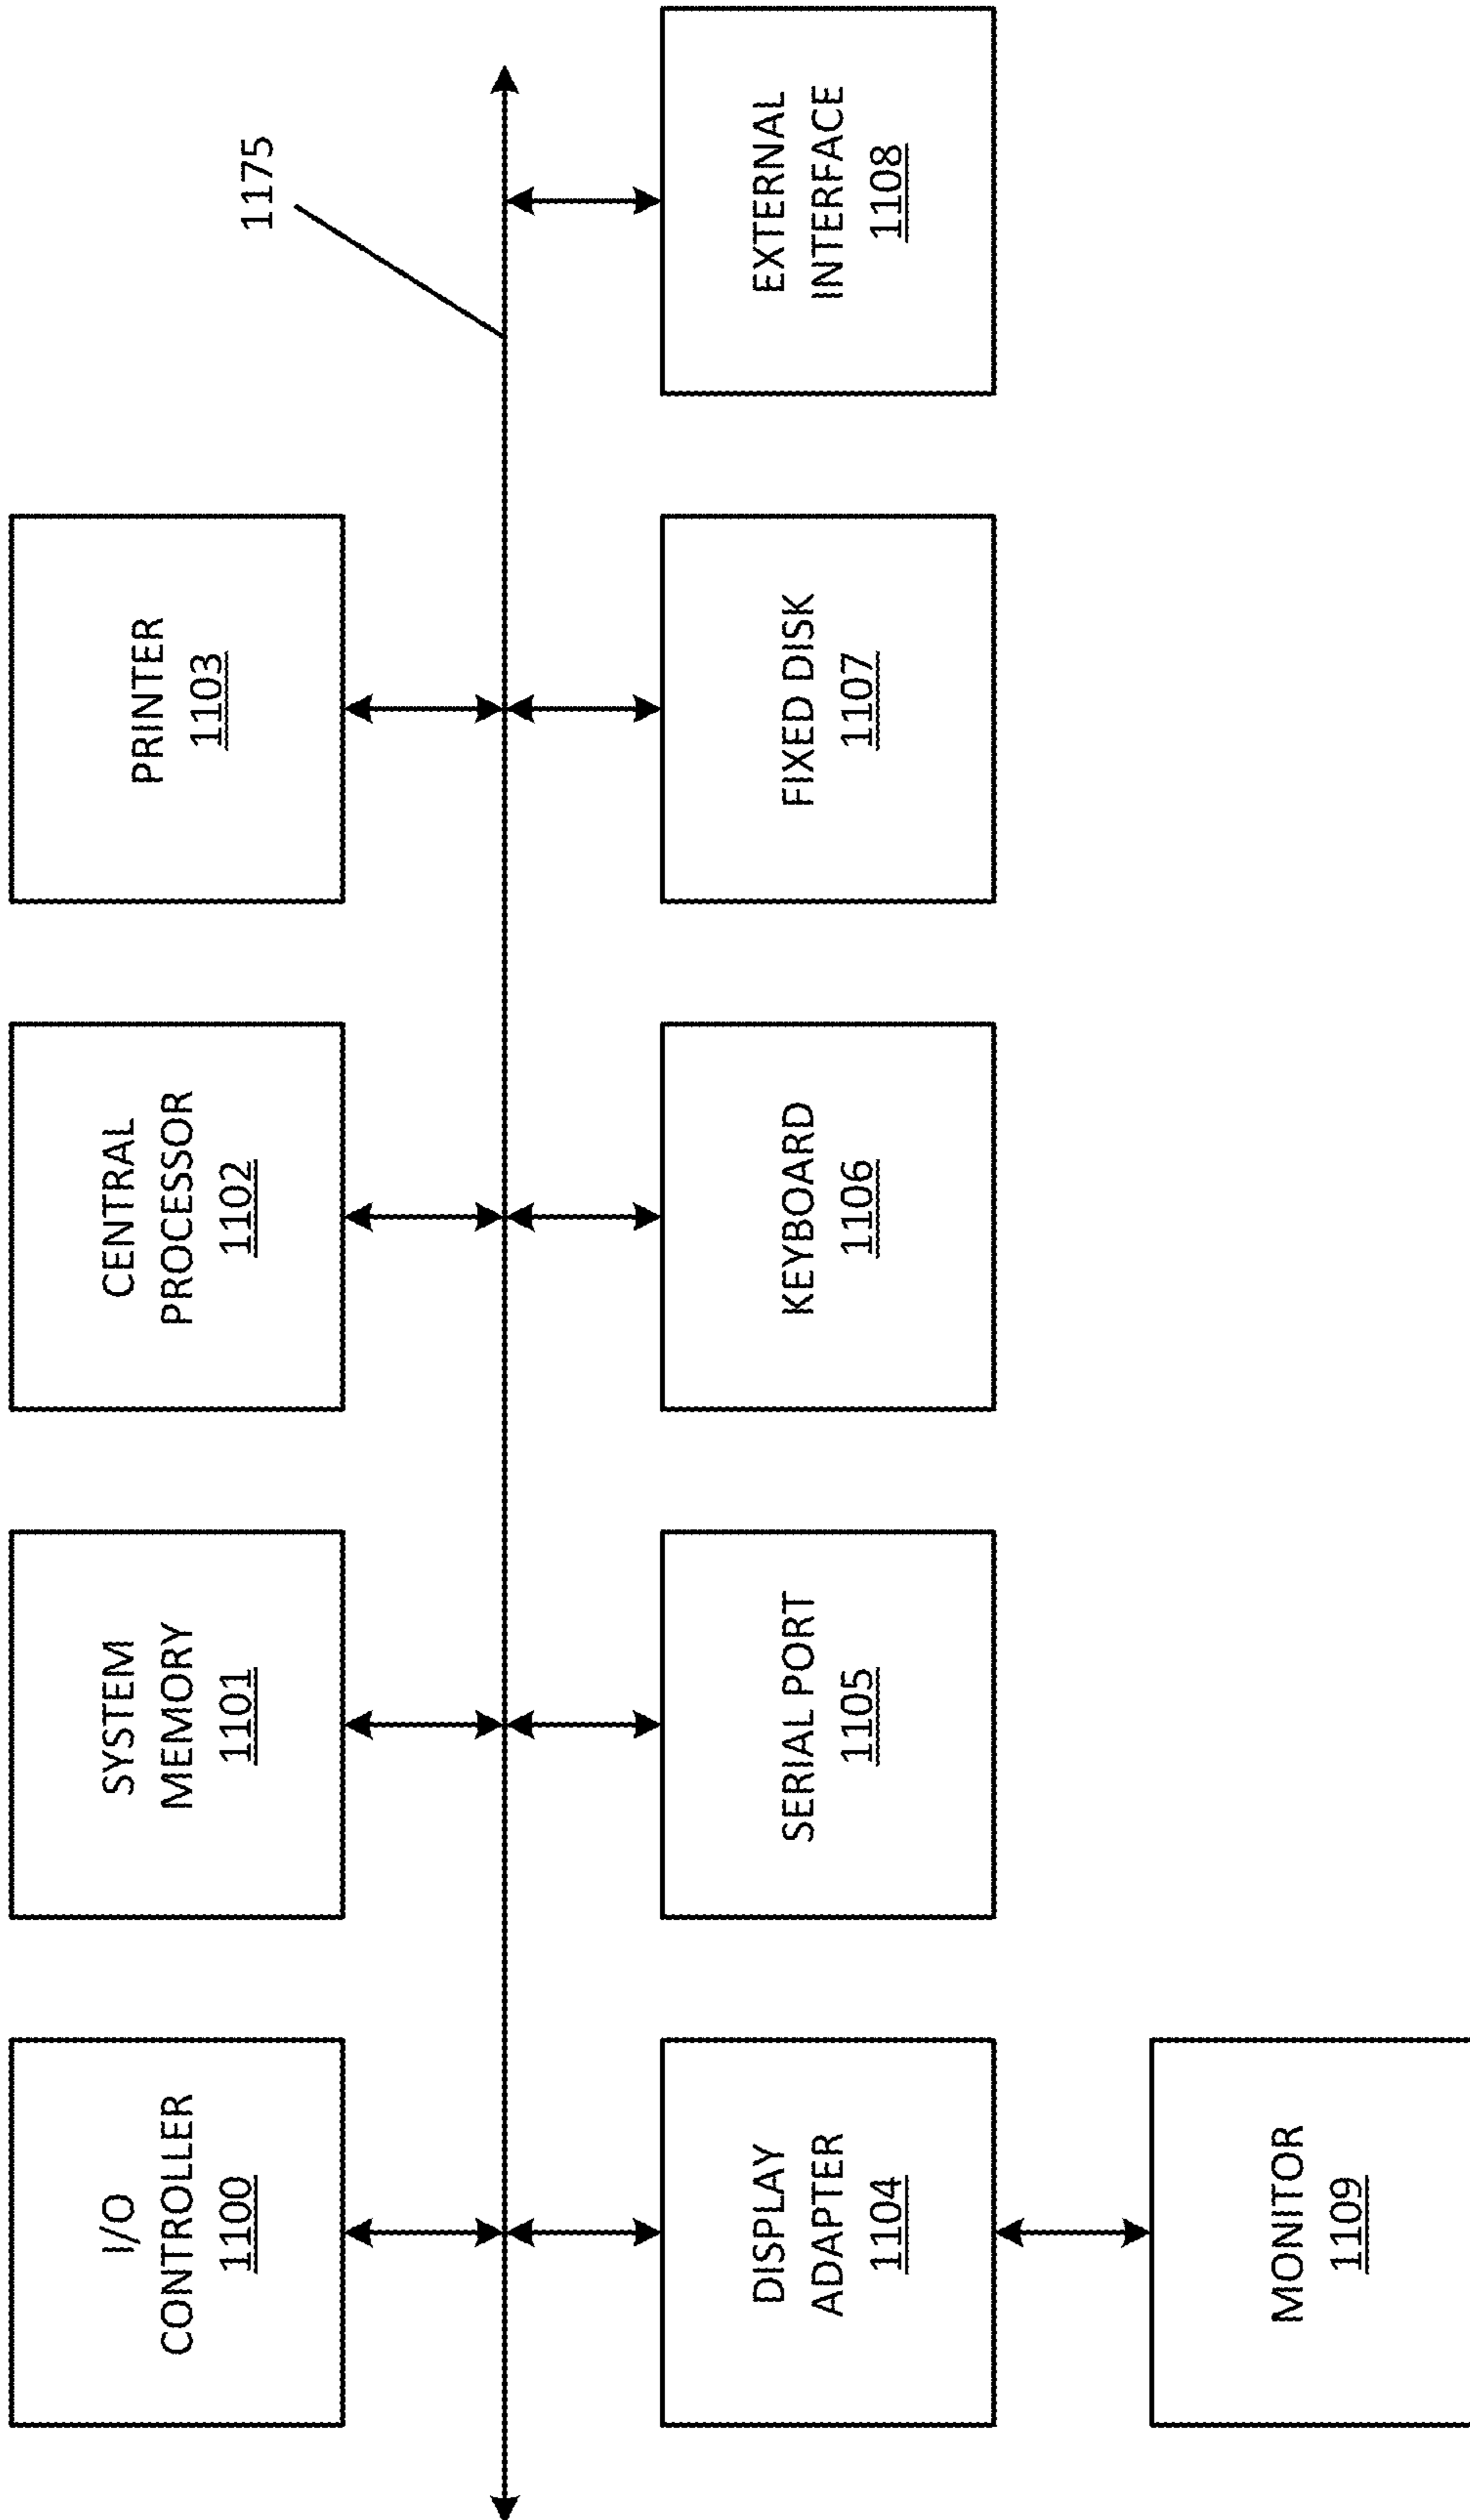 I/O
CONTROLLER
1100
SYSTEM
MEMORY
1101
CENTRAL
PROCESSOR
1102
PRINTER
1103
1175
DISPLAY
ADAPTER
1104
SERIAL PORT
1105
KEYBOARD
1106
FIXED DISK
1107
EXTERNAL
INTERFACE
1108
MONITOR
1109